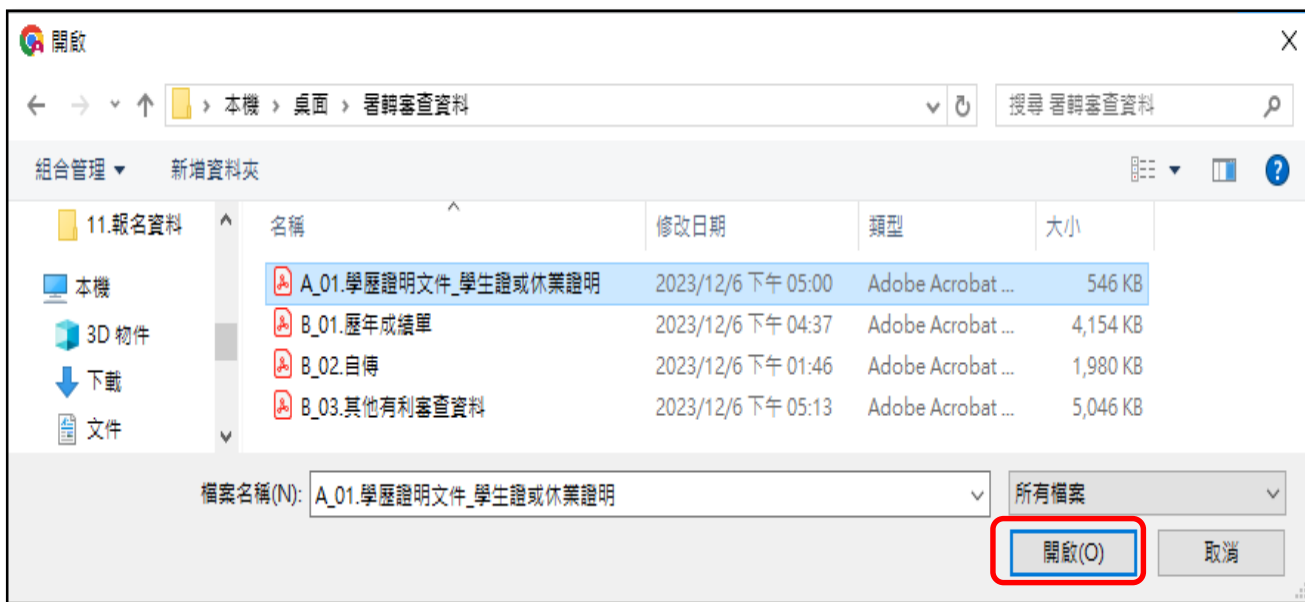 開啟
本機 › 桌面 › 暑轉審查資料
搜尋 暑轉審查資料
組合管理
新增資料夾
11.報名資料
本機
3D 物件
下載
文件
名稱 修改日期 類型 大小
A_01.學歷證明文件_學生證或休業證明 2023/12/6 下午 05:00 Adobe Acrobat ... 546 KB
B_01.歷年成績單 2023/12/6 下午 04:37 Adobe Acrobat ... 4,154 KB
B_02.自傳 2023/12/6 下午 01:46 Adobe Acrobat ... 1,980 KB
B_03.其他有利審查資料 2023/12/6 下午 05:13 Adobe Acrobat ... 5,046 KB
檔案名稱(N): A_01.學歷證明文件_學生證或休業證明
所有檔案
開啟(O) 取消